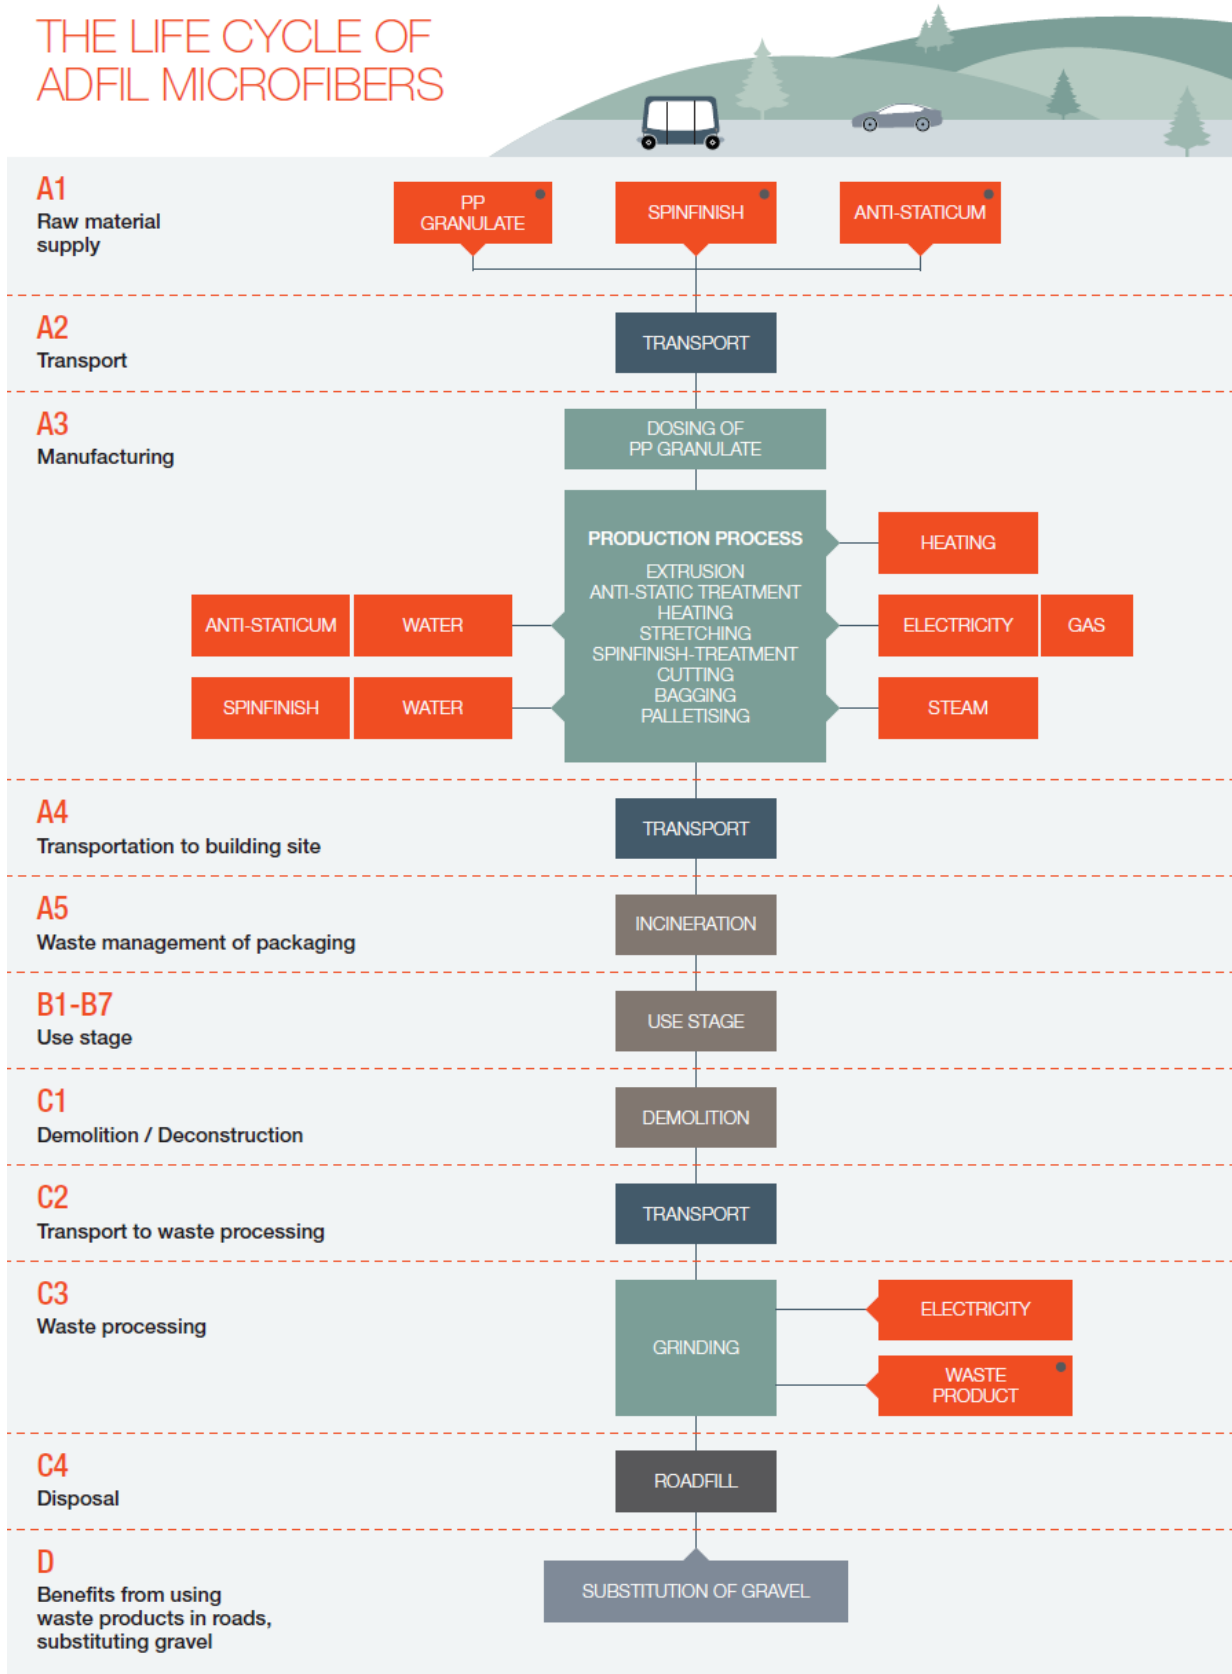 THE LIFE CYCLE OF
ADFIL MICROFIBERS
A1
Raw material
supply
PP
GRANULATE
SPINFINISH
ANTI-STATICUM
A2
Transport
TRANSPORT
A3
Manufacturing
DOSING OF
PP GRANULATE
PRODUCTION PROCESS
EXTRUSION
ANTI-STATIC TREATMENT
HEATING
STRETCHING
SPINFINISH-TREATMENT
CUTTING
BAGGING
PALLETISING
ANTI-STATICUM
WATER
SPINFINISH
WATER
HEATING
ELECTRICITY
GAS
STEAM
A4
Transportation to building site
TRANSPORT
A5
Waste management of packaging
INCINERATION
B1-B7
Use stage
USE STAGE
C1
Demolition / Deconstruction
DEMOLITION
C2
Transport to waste processing
TRANSPORT
C3
Waste processing
GRINDING
ELECTRICITY
WASTE
PRODUCT
C4
Disposal
ROADFILL
D
Benefits from using
waste products in roads,
substituting gravel
SUBSTITUTION OF GRAVEL